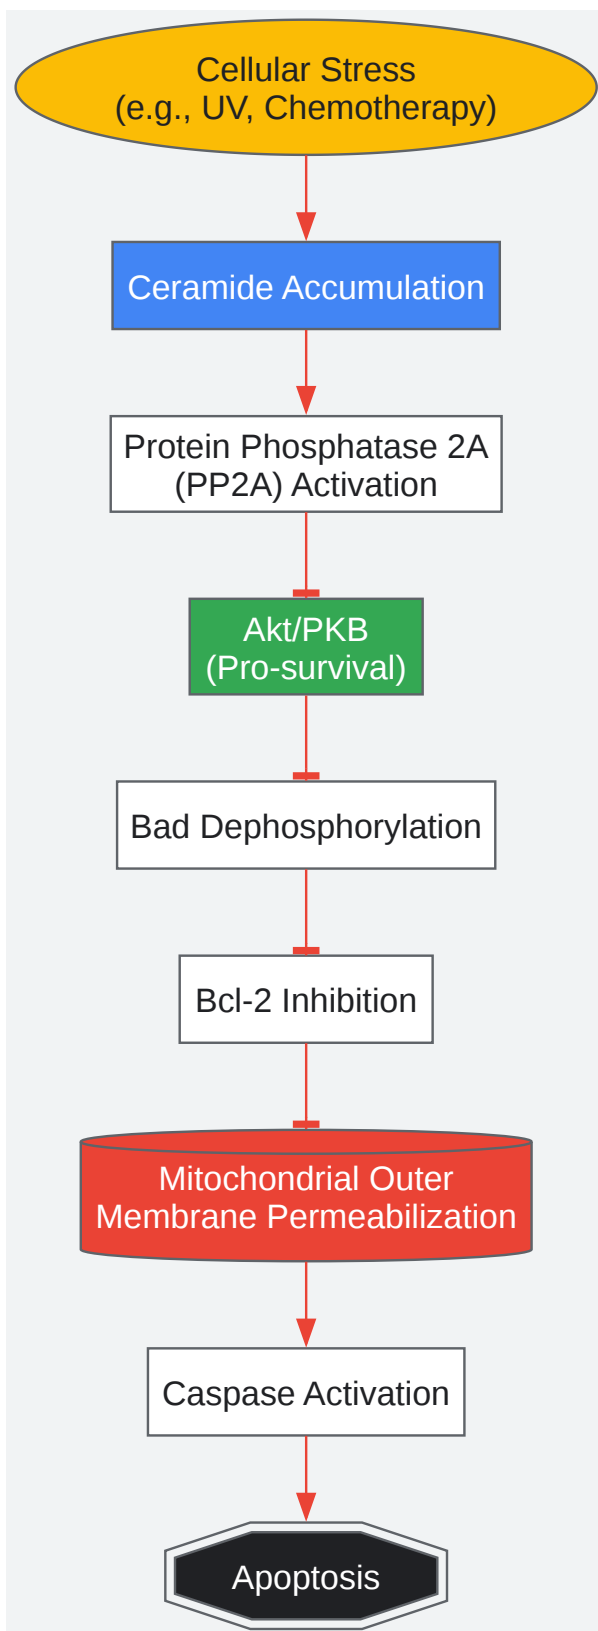 Cellular Stress
(e.g., UV, Chemotherapy)
Ceramide Accumulation
Protein Phosphatase 2A
(PP2A) Activation
Akt/PKB
(Pro-survival)
Bad Dephosphorylation
Bcl-2 Inhibition
Mitochondrial Outer
Membrane Permeabilization
Caspase Activation
Apoptosis